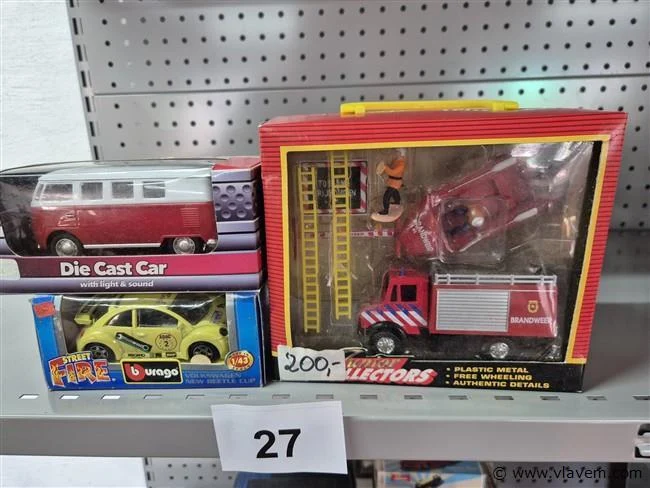 Die Cast Car
with light & sound
STREET
FIRE
Burago
VOLKSWAGEN
NEW BEETLE CUP
1/43
BRANDWEER
200,-
• PLASTIC METAL
• FREE WHEELING
• AUTHENTIC DETAILS
27
© www.vlavem.com